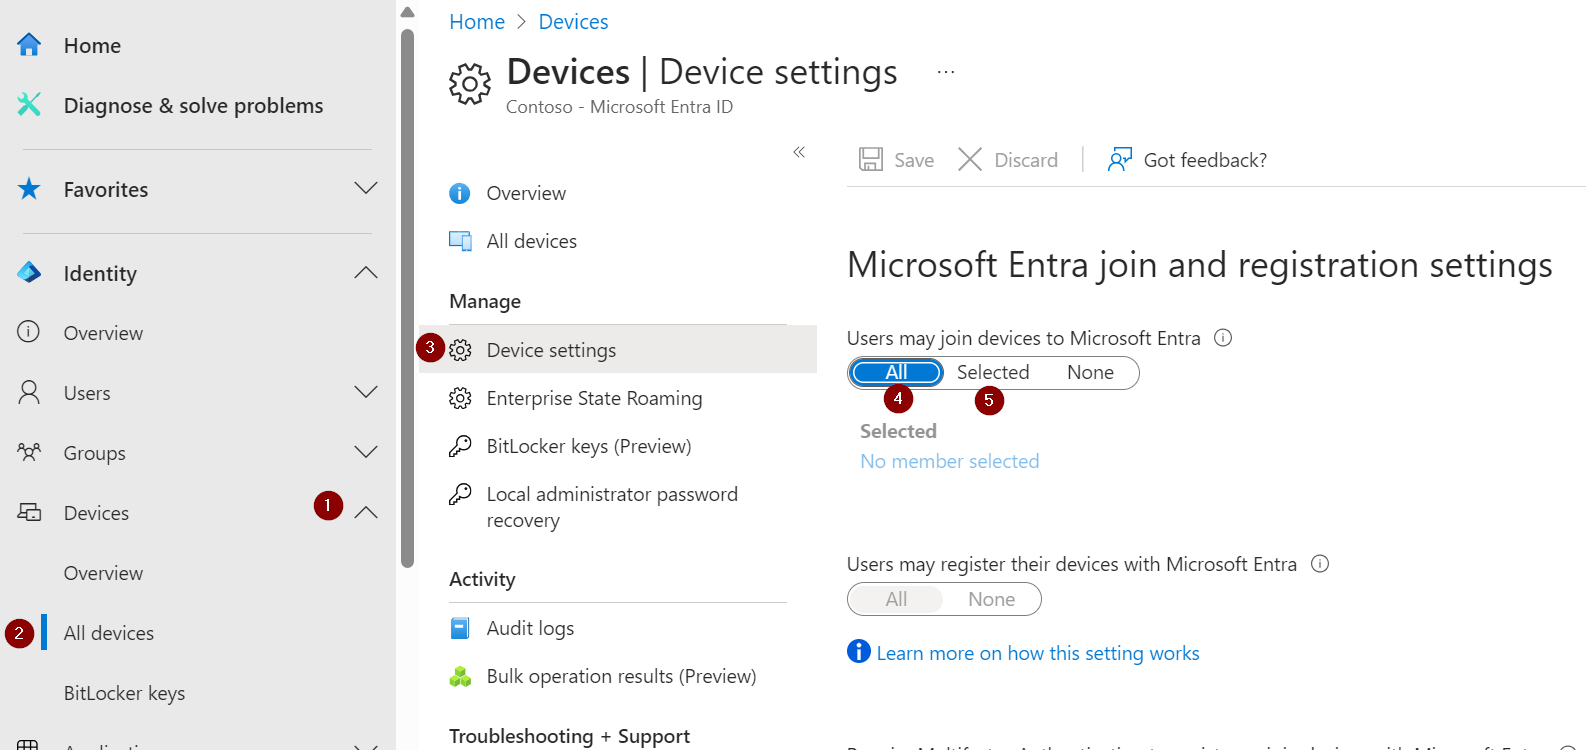 Home
Diagnose & solve problems
Favorites
Identity
Overview
Users
Groups
Devices
1
Overview
2
All devices
BitLocker keys
Home > Devices
Devices | Device settings ...
Contoso - Microsoft Entra ID
«
Overview
All devices
Manage
3
Device settings
Enterprise State Roaming
BitLocker keys (Preview)
Local administrator password
recovery
Activity
Audit logs
Bulk operation results (Preview)
Troubleshooting + Support
Save Discard | Got feedback?
Microsoft Entra join and registration settings
Users may join devices to Microsoft Entra
All Selected None
4 5
Selected
No member selected
Users may register their devices with Microsoft Entra
All None
Learn more on how this setting works